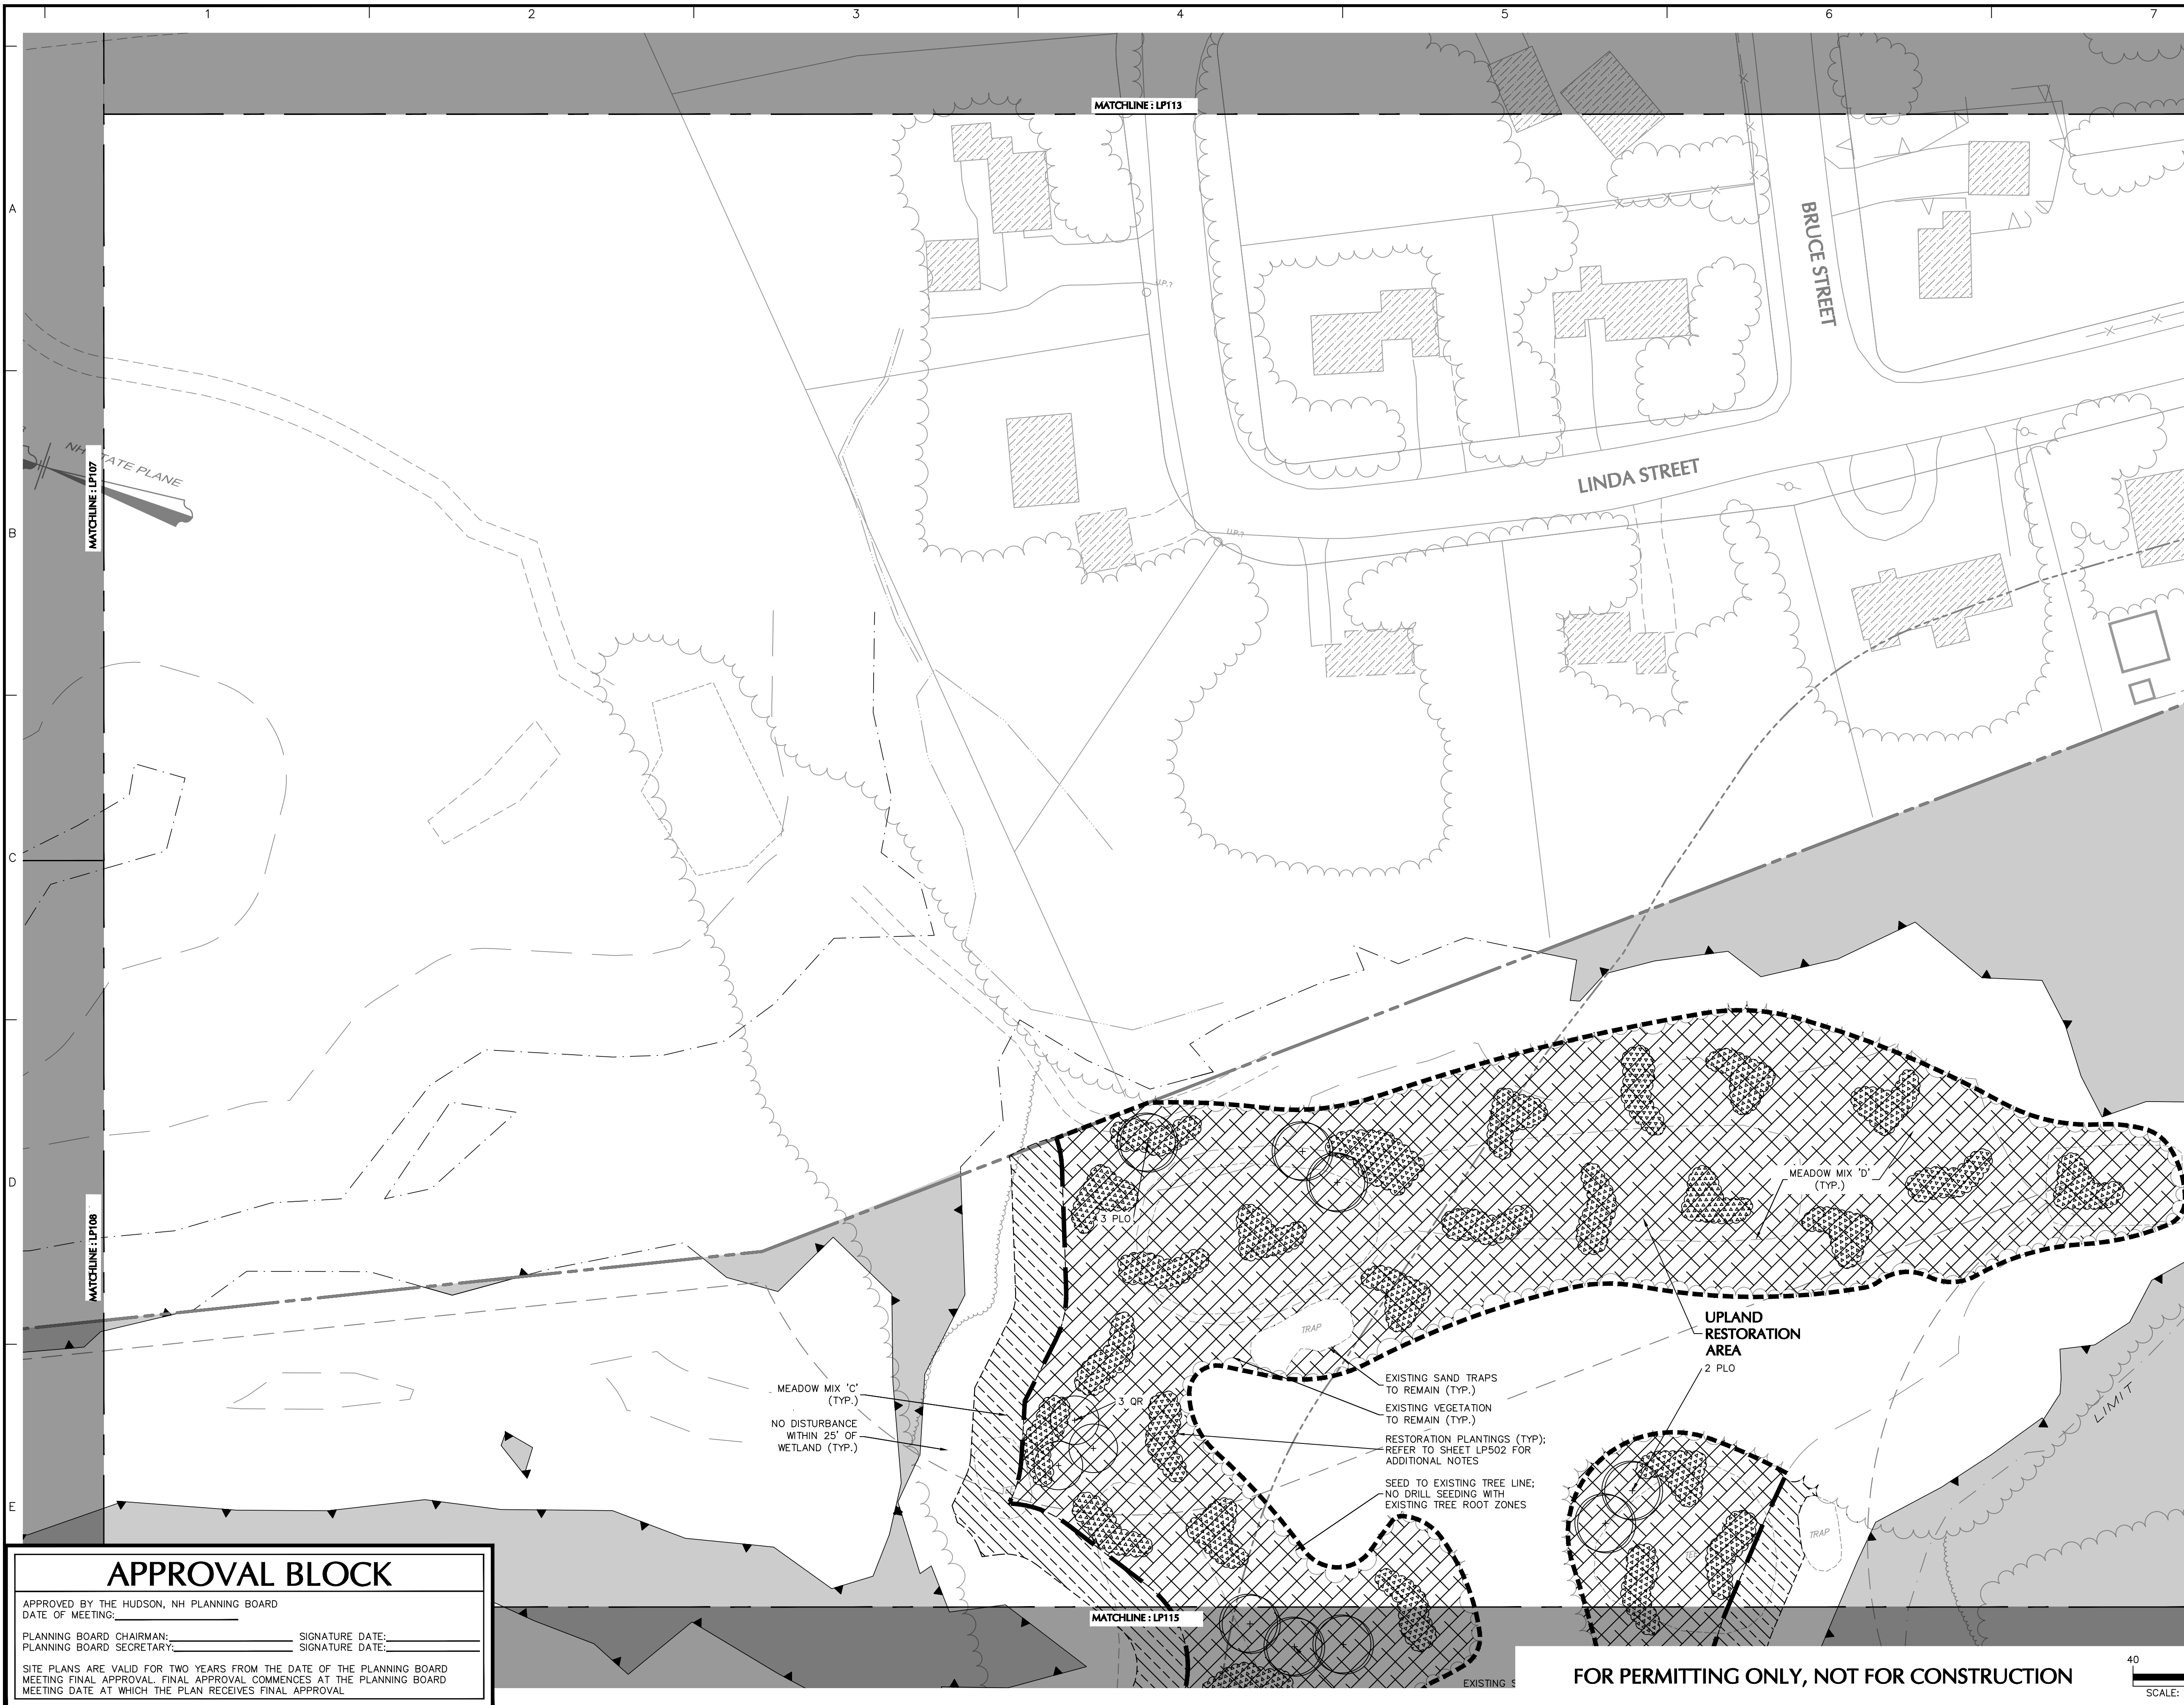 1 2 3 4 5 6 7
MATCHLINE : LP113
A
BRUCE STREET
U.P.?
LINDA STREET
NH STATE PLANE
MATCHLINE : LP107
B
U.P.?
C
D
MATCHLINE : LP108
3 PLO
MEADOW MIX 'D'
(TYP.)
UPLAND
RESTORATION
AREA
2 PLO
TRAP
MEADOW MIX 'C'
(TYP.)
NO DISTURBANCE
WITHIN 25' OF
WETLAND (TYP.)
3 QR
EXISTING SAND TRAPS
TO REMAIN (TYP.)
EXISTING VEGETATION
TO REMAIN (TYP.)
RESTORATION PLANTINGS (TYP);
REFER TO SHEET LP502 FOR
ADDITIONAL NOTES
SEED TO EXISTING TREE LINE;
NO DRILL SEEDING WITH
EXISTING TREE ROOT ZONES
LIMIT
E
TRAP
MATCHLINE : LP115
EXISTING
APPROVAL BLOCK
APPROVED BY THE HUDSON, NH PLANNING BOARD
DATE OF MEETING:
PLANNING BOARD CHAIRMAN: SIGNATURE DATE:
PLANNING BOARD SECRETARY: SIGNATURE DATE:
SITE PLANS ARE VALID FOR TWO YEARS FROM THE DATE OF THE PLANNING BOARD
MEETING FINAL APPROVAL. FINAL APPROVAL COMMENCES AT THE PLANNING BOARD
MEETING DATE AT WHICH THE PLAN RECEIVES FINAL APPROVAL
FOR PERMITTING ONLY, NOT FOR CONSTRUCTION
40
SCALE: